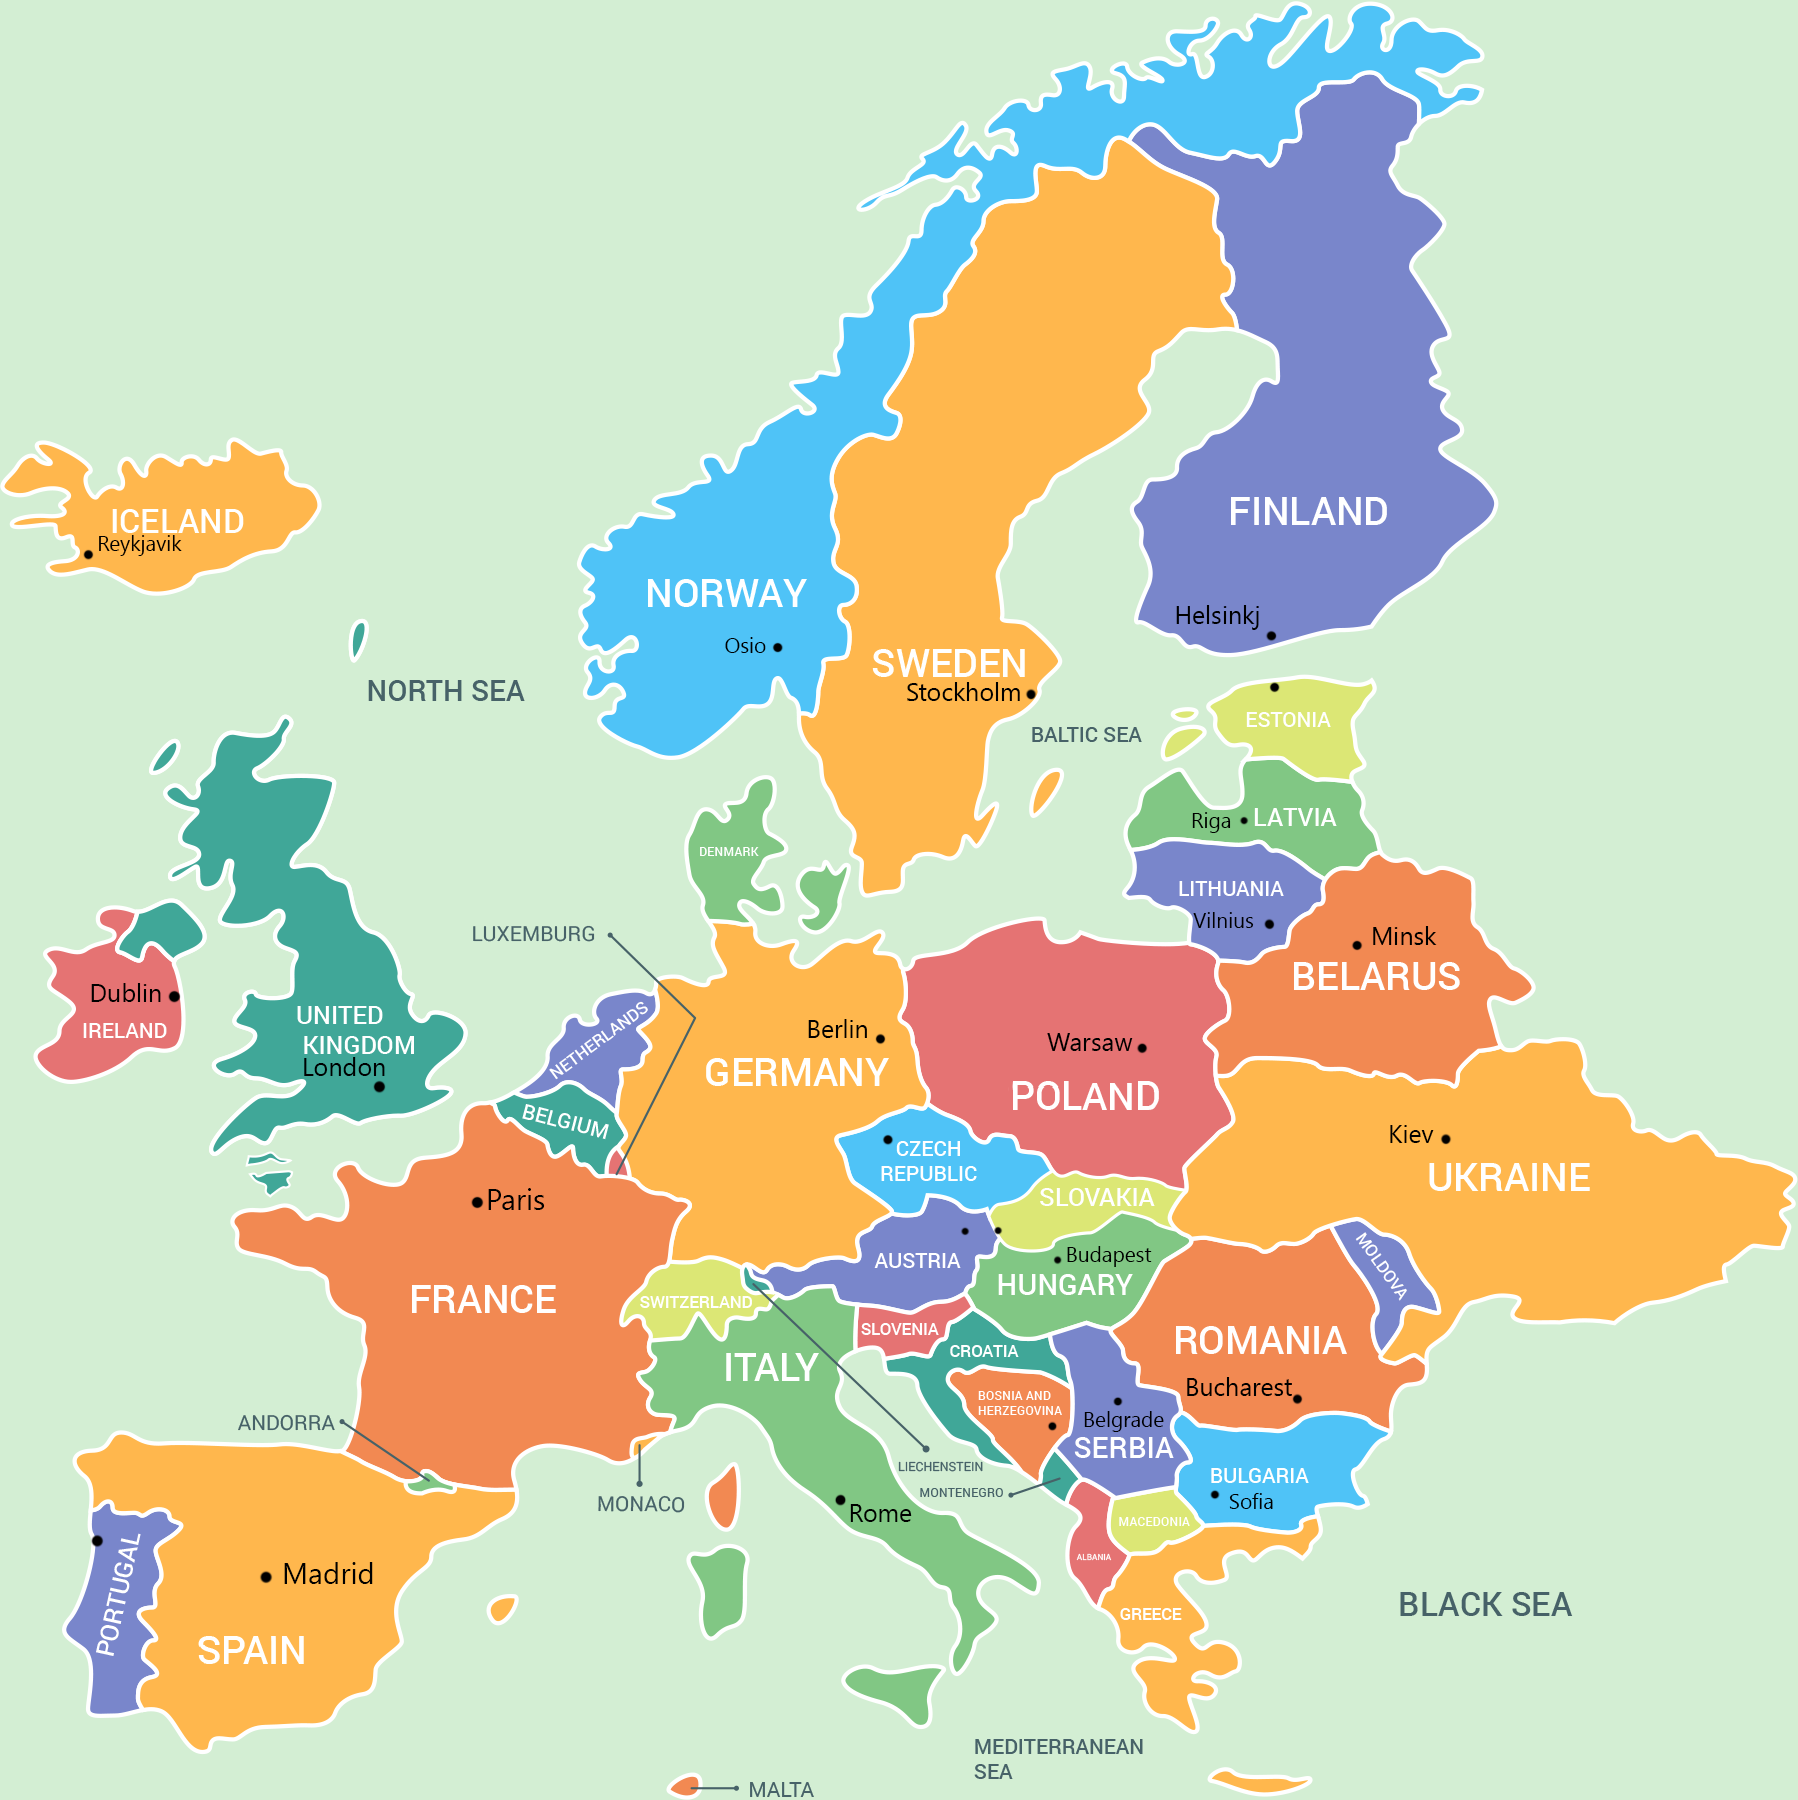 ICELAND
Reykjavik
FINLAND
NORWAY
Osio
Helsinkj
SWEDEN
Stockholm
NORTH SEA
BALTIC SEA
ESTONIA
Riga
LATVIA
DENMARK
LITHUANIA
Vilnius
LUXEMBURG
Minsk
BELARUS
Dublin
IRELAND
UNITED
KINGDOM
London
NETHERLANDS
Berlin
GERMANY
Warsaw
POLAND
BELGIUM
CZECH
REPUBLIC
Kiev
UKRAINE
Paris
SLOVAKIA
AUSTRIA
Budapest
HUNGARY
MOLDOVA
FRANCE
SWITZERLAND
SLOVENIA
CROATIA
ROMANIA
ITALY
Bucharest
BOSNIA AND
HERZEGOVINA
Belgrade
SERBIA
ANDORRA
LIECHENSTEIN
MONTENEGRO
BULGARIA
Sofia
MONACO
Rome
MACEDONIA
ALBANIA
Madrid
PORTUGAL
SPAIN
GREECE
BLACK SEA
MEDITERRANEAN
SEA
MALTA